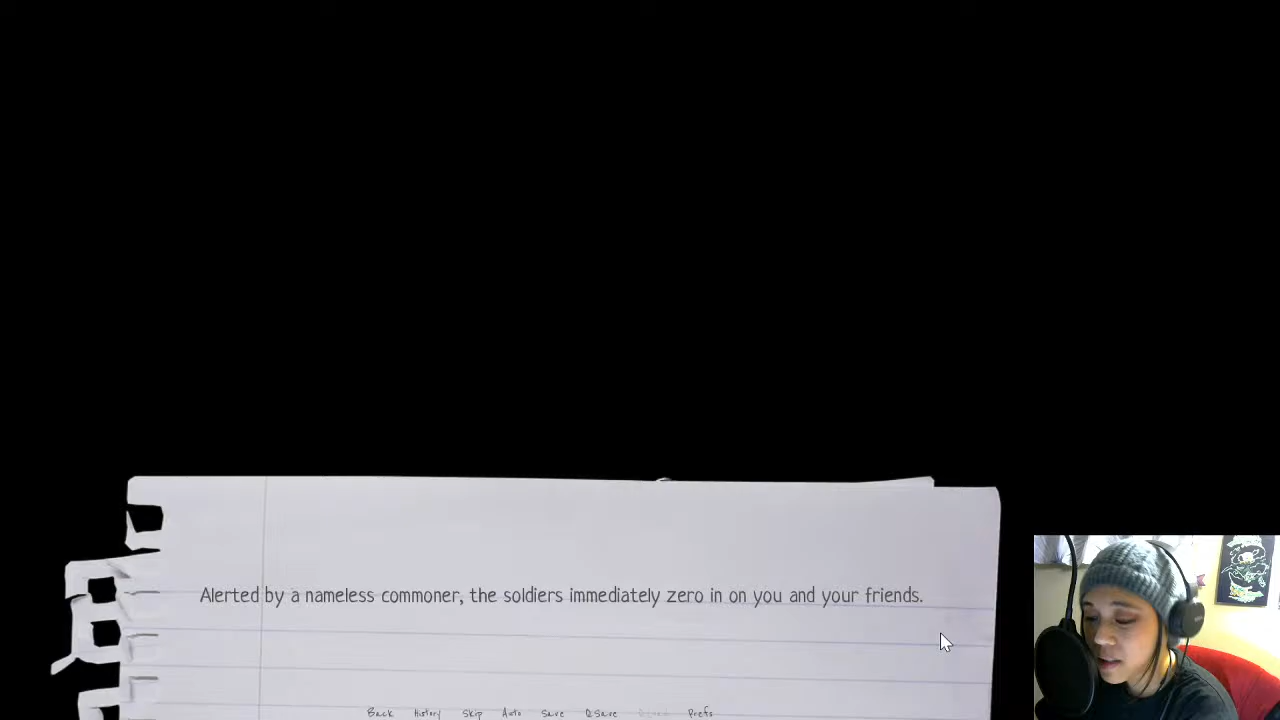 Alerted by a nameless commoner, the soldiers immediately zero in on you and your friends.
Back History Skip Auto Save Q.Save Prefs